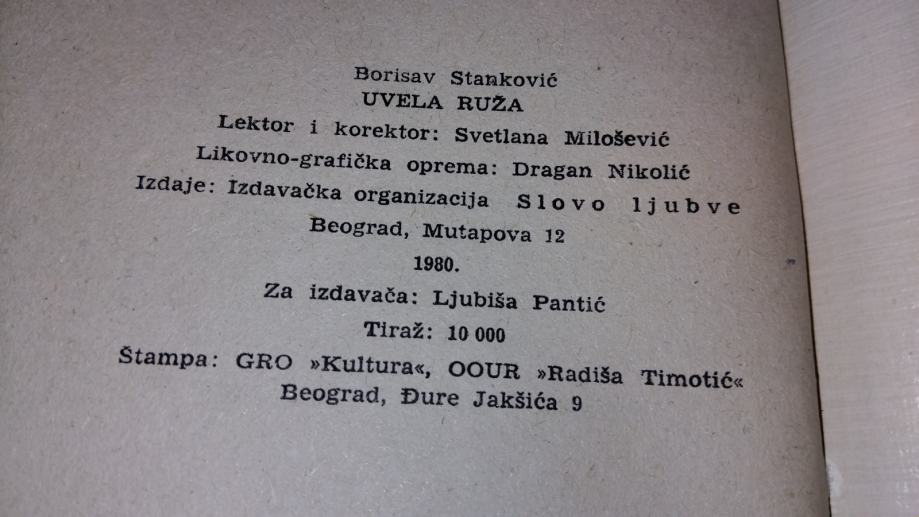 Borisav Stanković
UVELA RUŽA
Lektor i korektor: Svetlana Milošević
Likovno-grafička oprema: Dragan Nikolić
Izdaje: Izdavačka organizacija Slovo ljubve
Beograd, Mutapova 12
1980.
Za izdavača: Ljubiša Pantić
Tiraž: 10 000
Štampa: GRO »Kultura«, OOUR »Radiša Timotić«
Beograd, Đure Jakšića 9